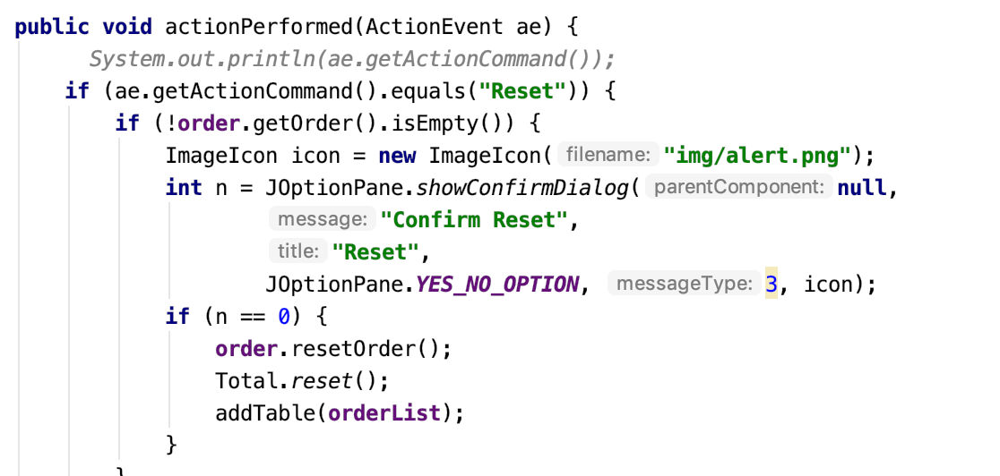 public void actionPerformed(ActionEvent ae) {
System.out.println(ae.getActionCommand());
if (ae.getActionCommand().equals("Reset")) {
if (!order.getOrder().isEmpty()) {
ImageIcon icon = new ImageIcon( filename: "img/alert.png");
int n = JOptionPane.showConfirmDialog( parentComponent: null,
message: "Confirm Reset",
title: "Reset",
JOptionPane.YES_NO_OPTION, messageType: 3, icon);
if (n == 0) {
order.resetOrder();
Total.reset();
addTable(orderList);
}
}